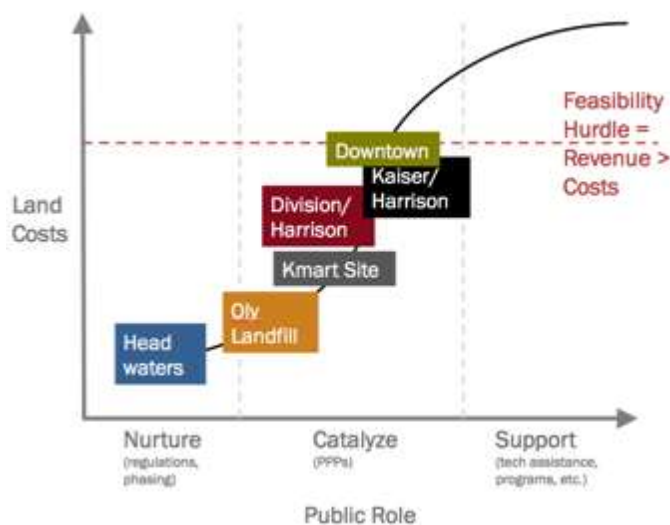 Feasibility
Hurdle =
Revenue >
Costs
Downtown
Kaiser/
Harrison
Division/
Harrison
Land
Costs
Kmart Site
Oly
Landfill
Head
waters
Nurture
(regulations,
phasing)
Catalyze
(PPPs)
Support
(tech assistance,
programs, etc.)
Public Role